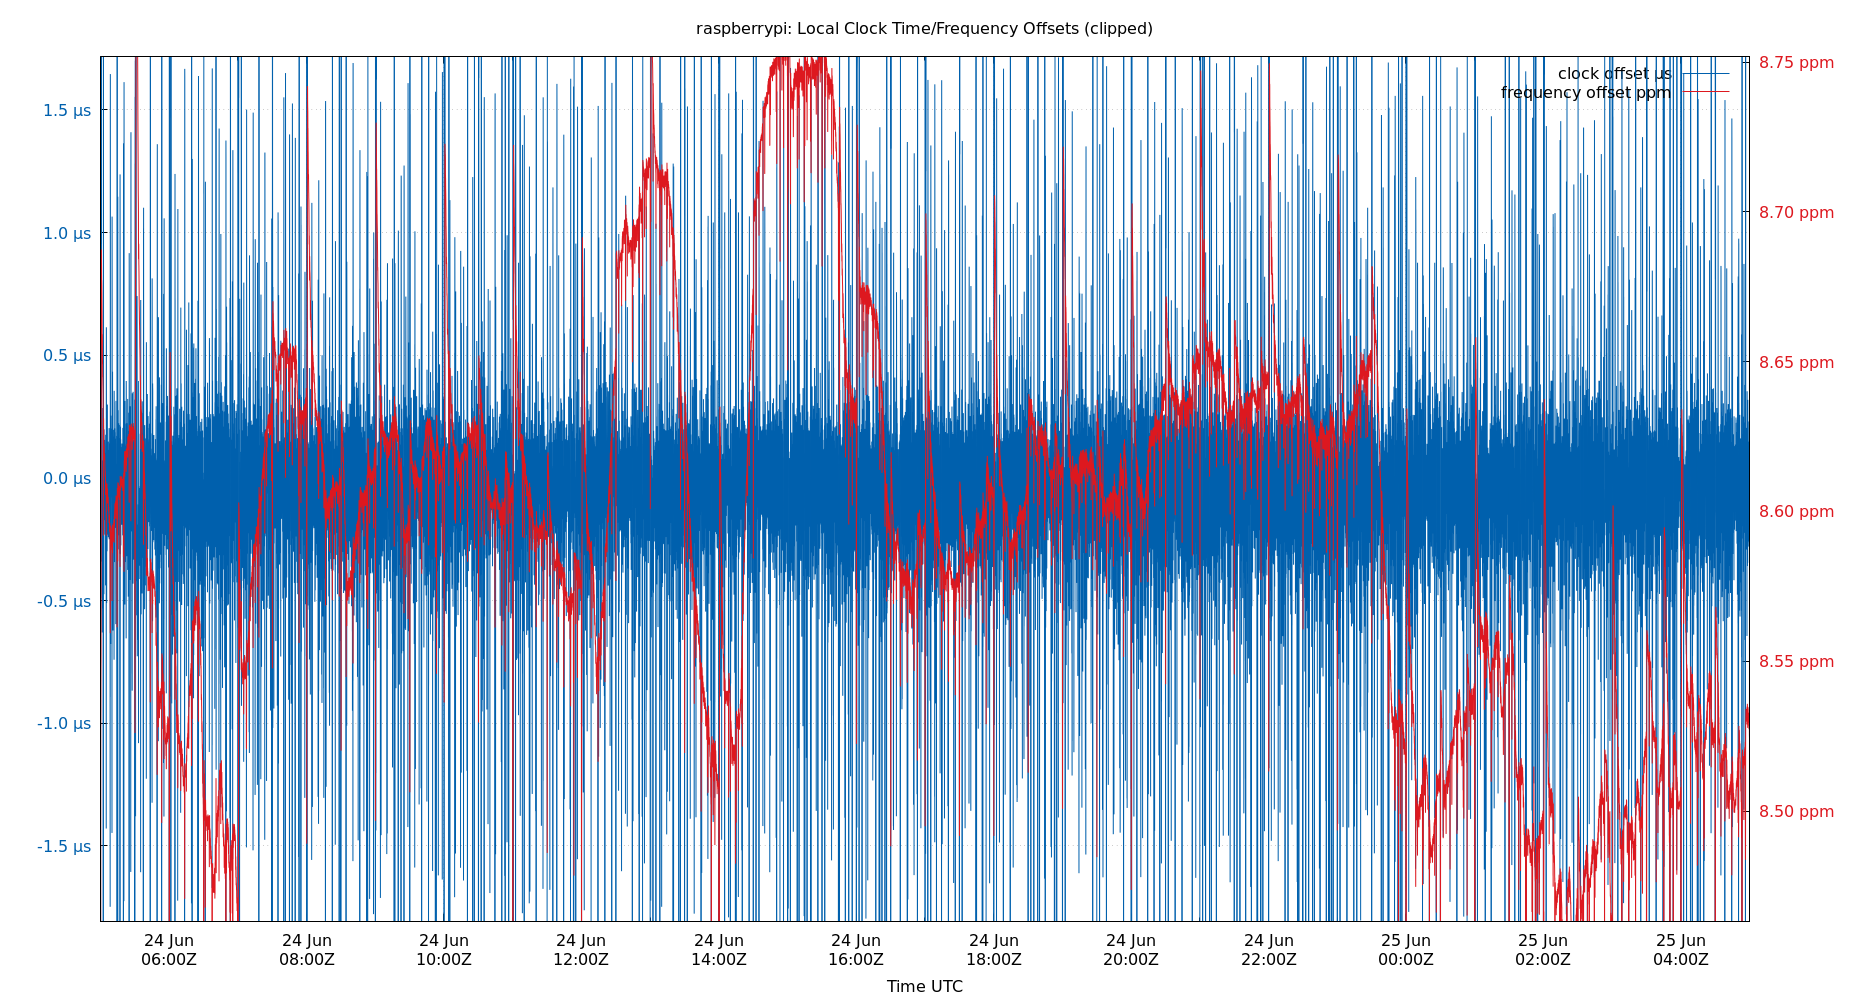 raspberrypi: Local Clock Time/Frequency Offsets (clipped)
clock offset µs
frequency offset ppm
1.5 µs
1.0 µs
0.5 µs
0.0 µs
-0.5 µs
-1.0 µs
-1.5 µs
8.75 ppm
8.70 ppm
8.65 ppm
8.60 ppm
8.55 ppm
8.50 ppm
24 Jun
06:00Z
24 Jun
08:00Z
24 Jun
10:00Z
24 Jun
12:00Z
24 Jun
14:00Z
24 Jun
16:00Z
24 Jun
18:00Z
24 Jun
20:00Z
24 Jun
22:00Z
25 Jun
00:00Z
25 Jun
02:00Z
25 Jun
04:00Z
Time UTC